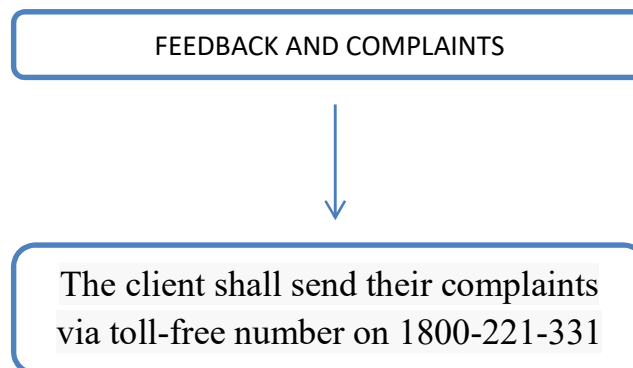 FEEDBACK AND COMPLAINTS
The client shall send their complaints
via toll-free number on 1800-221-331